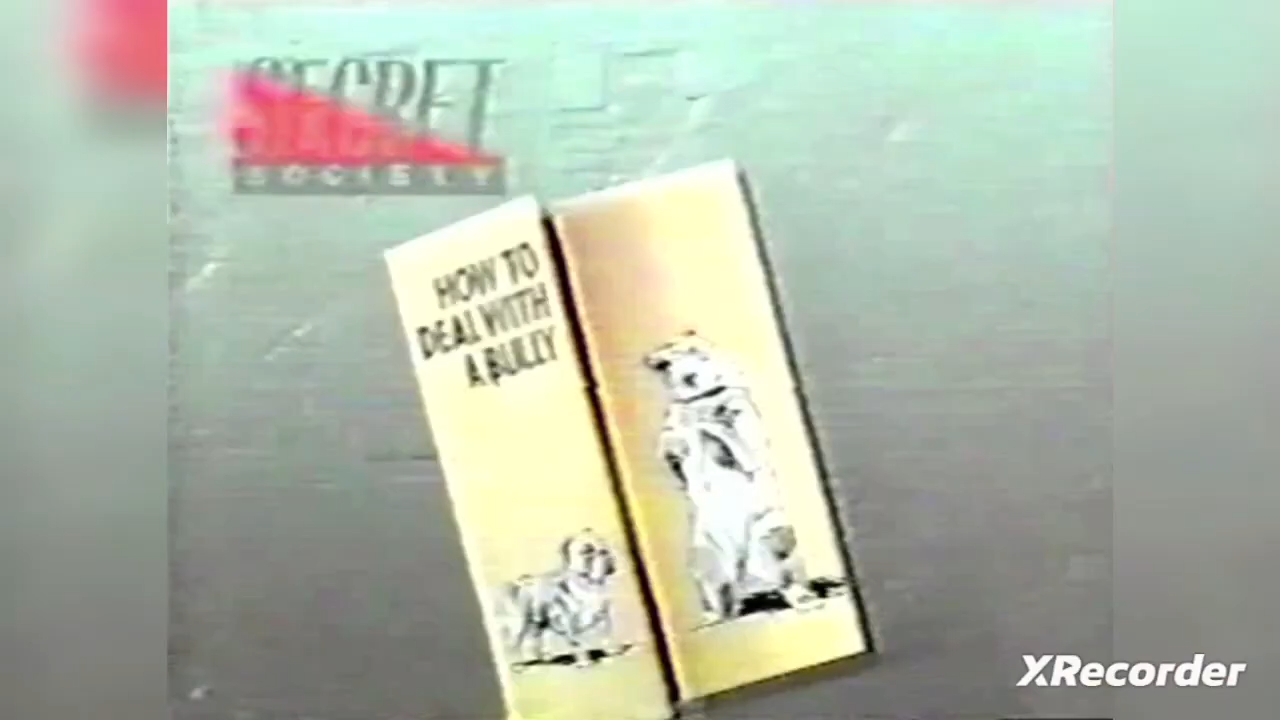 SECRET
SOCIETY
HOW TO
DEAL WITH
A BULLY
XRecorder